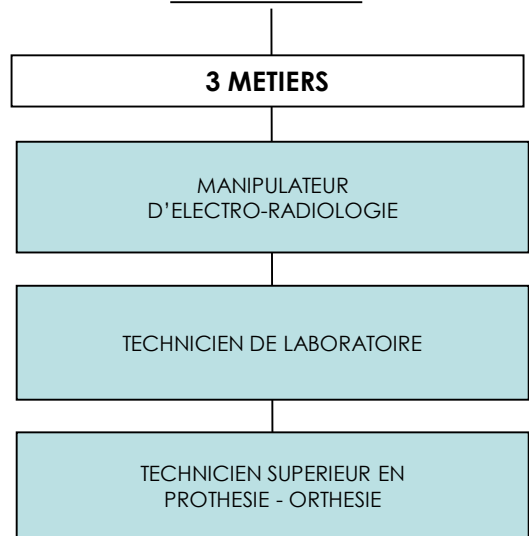 3 METIERS
MANIPULATEUR
D'ELECTRO-RADIOLOGIE
TECHNICIEN DE LABORATOIRE
TECHNICIEN SUPERIEUR EN
PROTHESIE - ORTHESIE